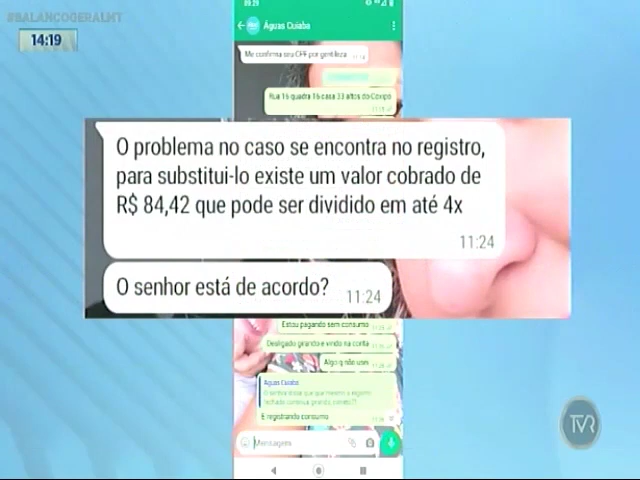 #BALANCOGERALMT
14:19
Águas Cuiabá
Me confirma seu CPF por gentileza
Rua 16 quadra 16 casa 33 altos do Coxipó
O problema no caso se encontra no registro,
para substitui-lo existe um valor cobrado de
R$ 84,42 que pode ser dividido em até 4x
11:24
O senhor está de acordo?
11:24
Estou pagando sem consumo
Desligado girando e vindo na conta
Algo q não usei
Águas Cuiabá
E registrando consumo
Mensagem
TVR